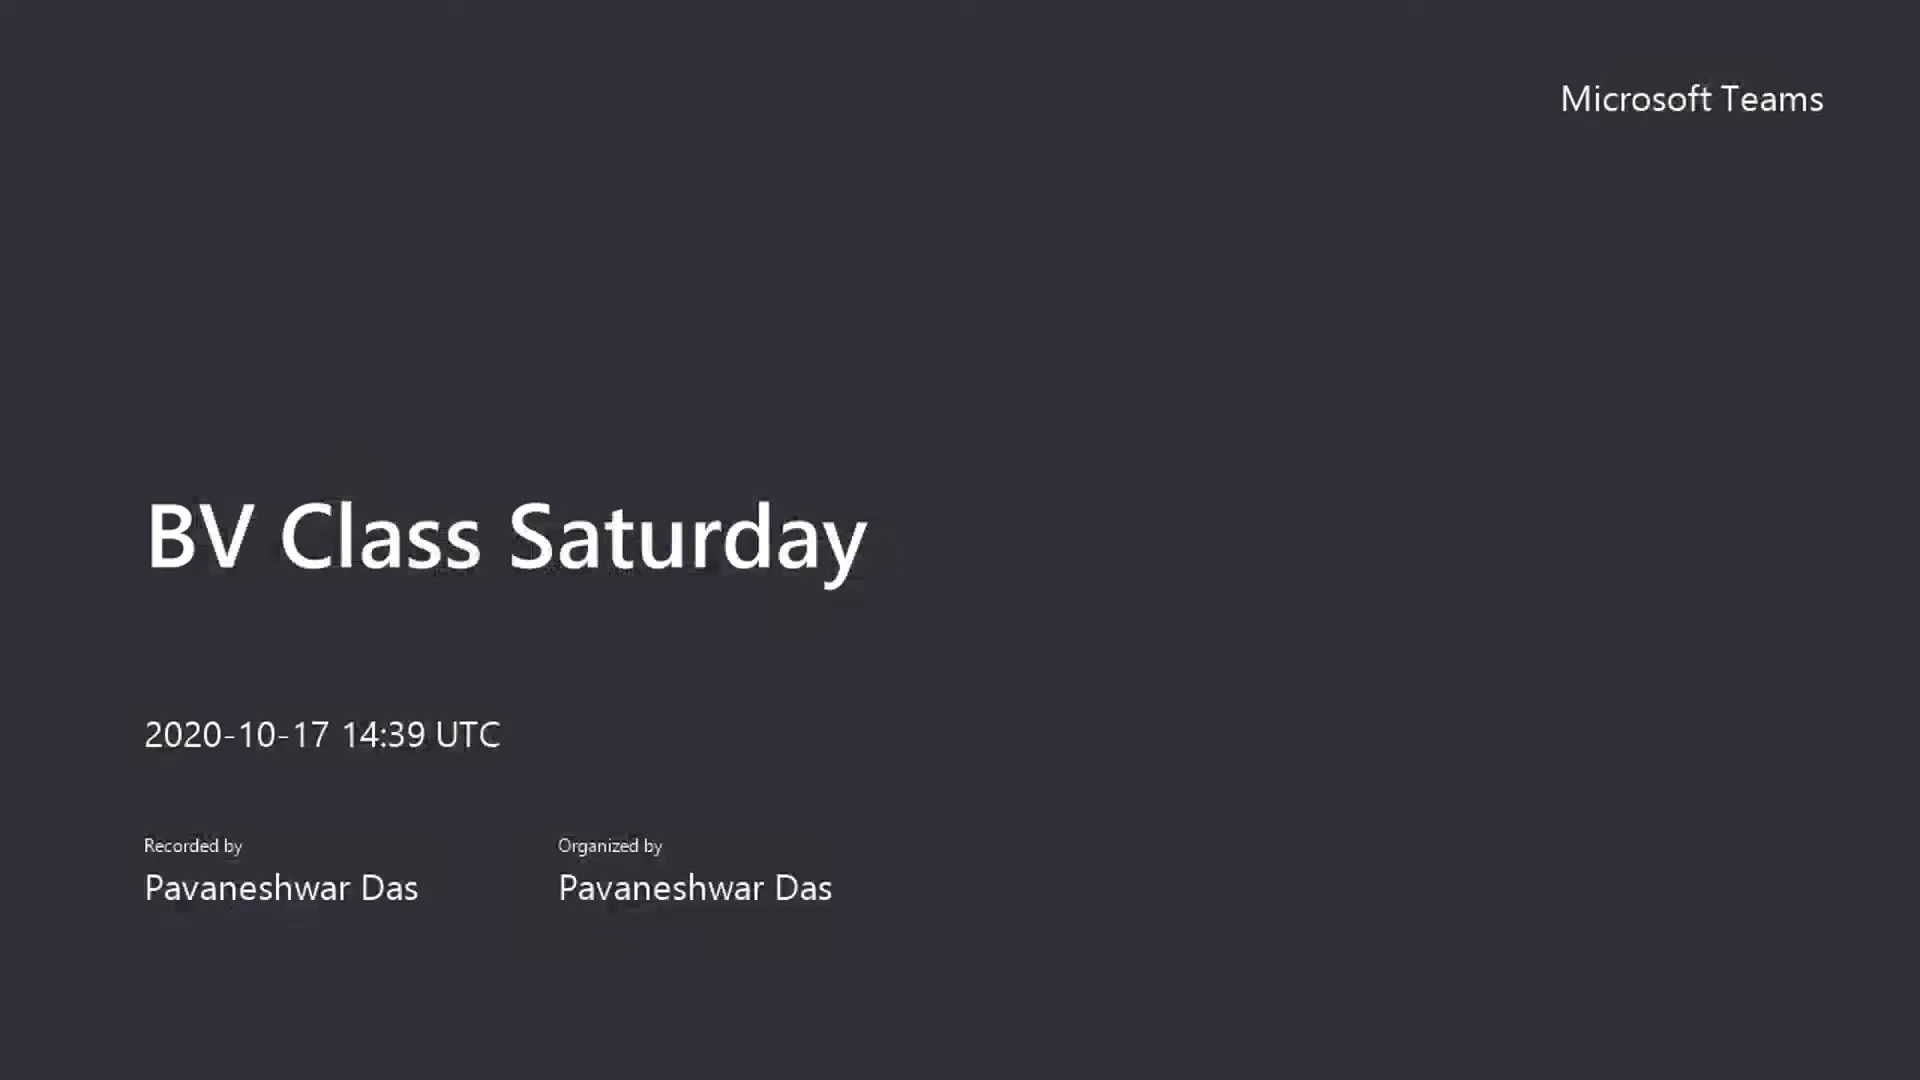 Microsoft Teams
BV Class Saturday
2020-10-17 14:39 UTC
Recorded by
Pavaneshwar Das
Organized by
Pavaneshwar Das